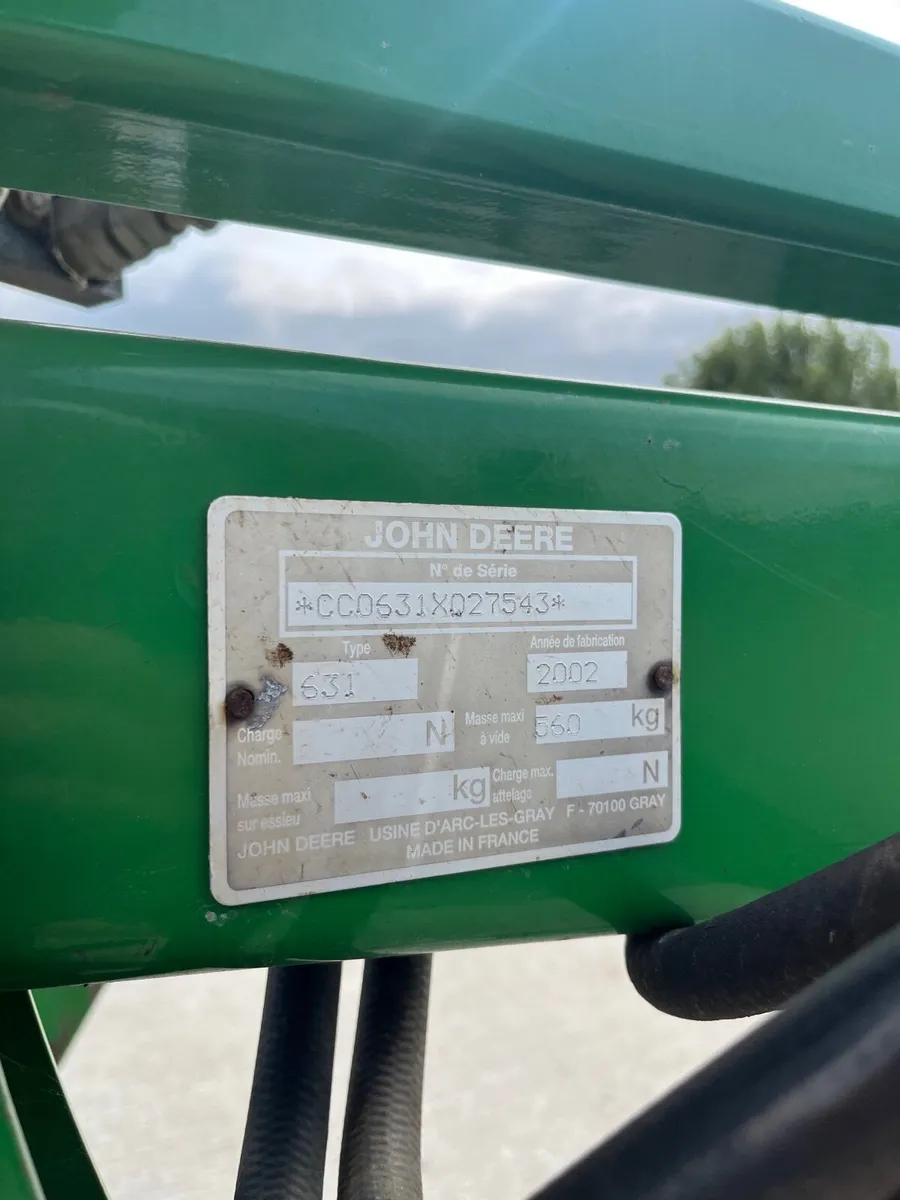 JOHN DEERE
N° de Série
*CC0631X027543*
Type
Année de fabrication
631
2002
Charge
Nomin.
N
Masse maxi
à vide
560
kg
Masse maxi
sur essieu
kg
Charge max.
attelage
N
JOHN DEERE USINE D'ARC-LES-GRAY F - 70100 GRAY
MADE IN FRANCE